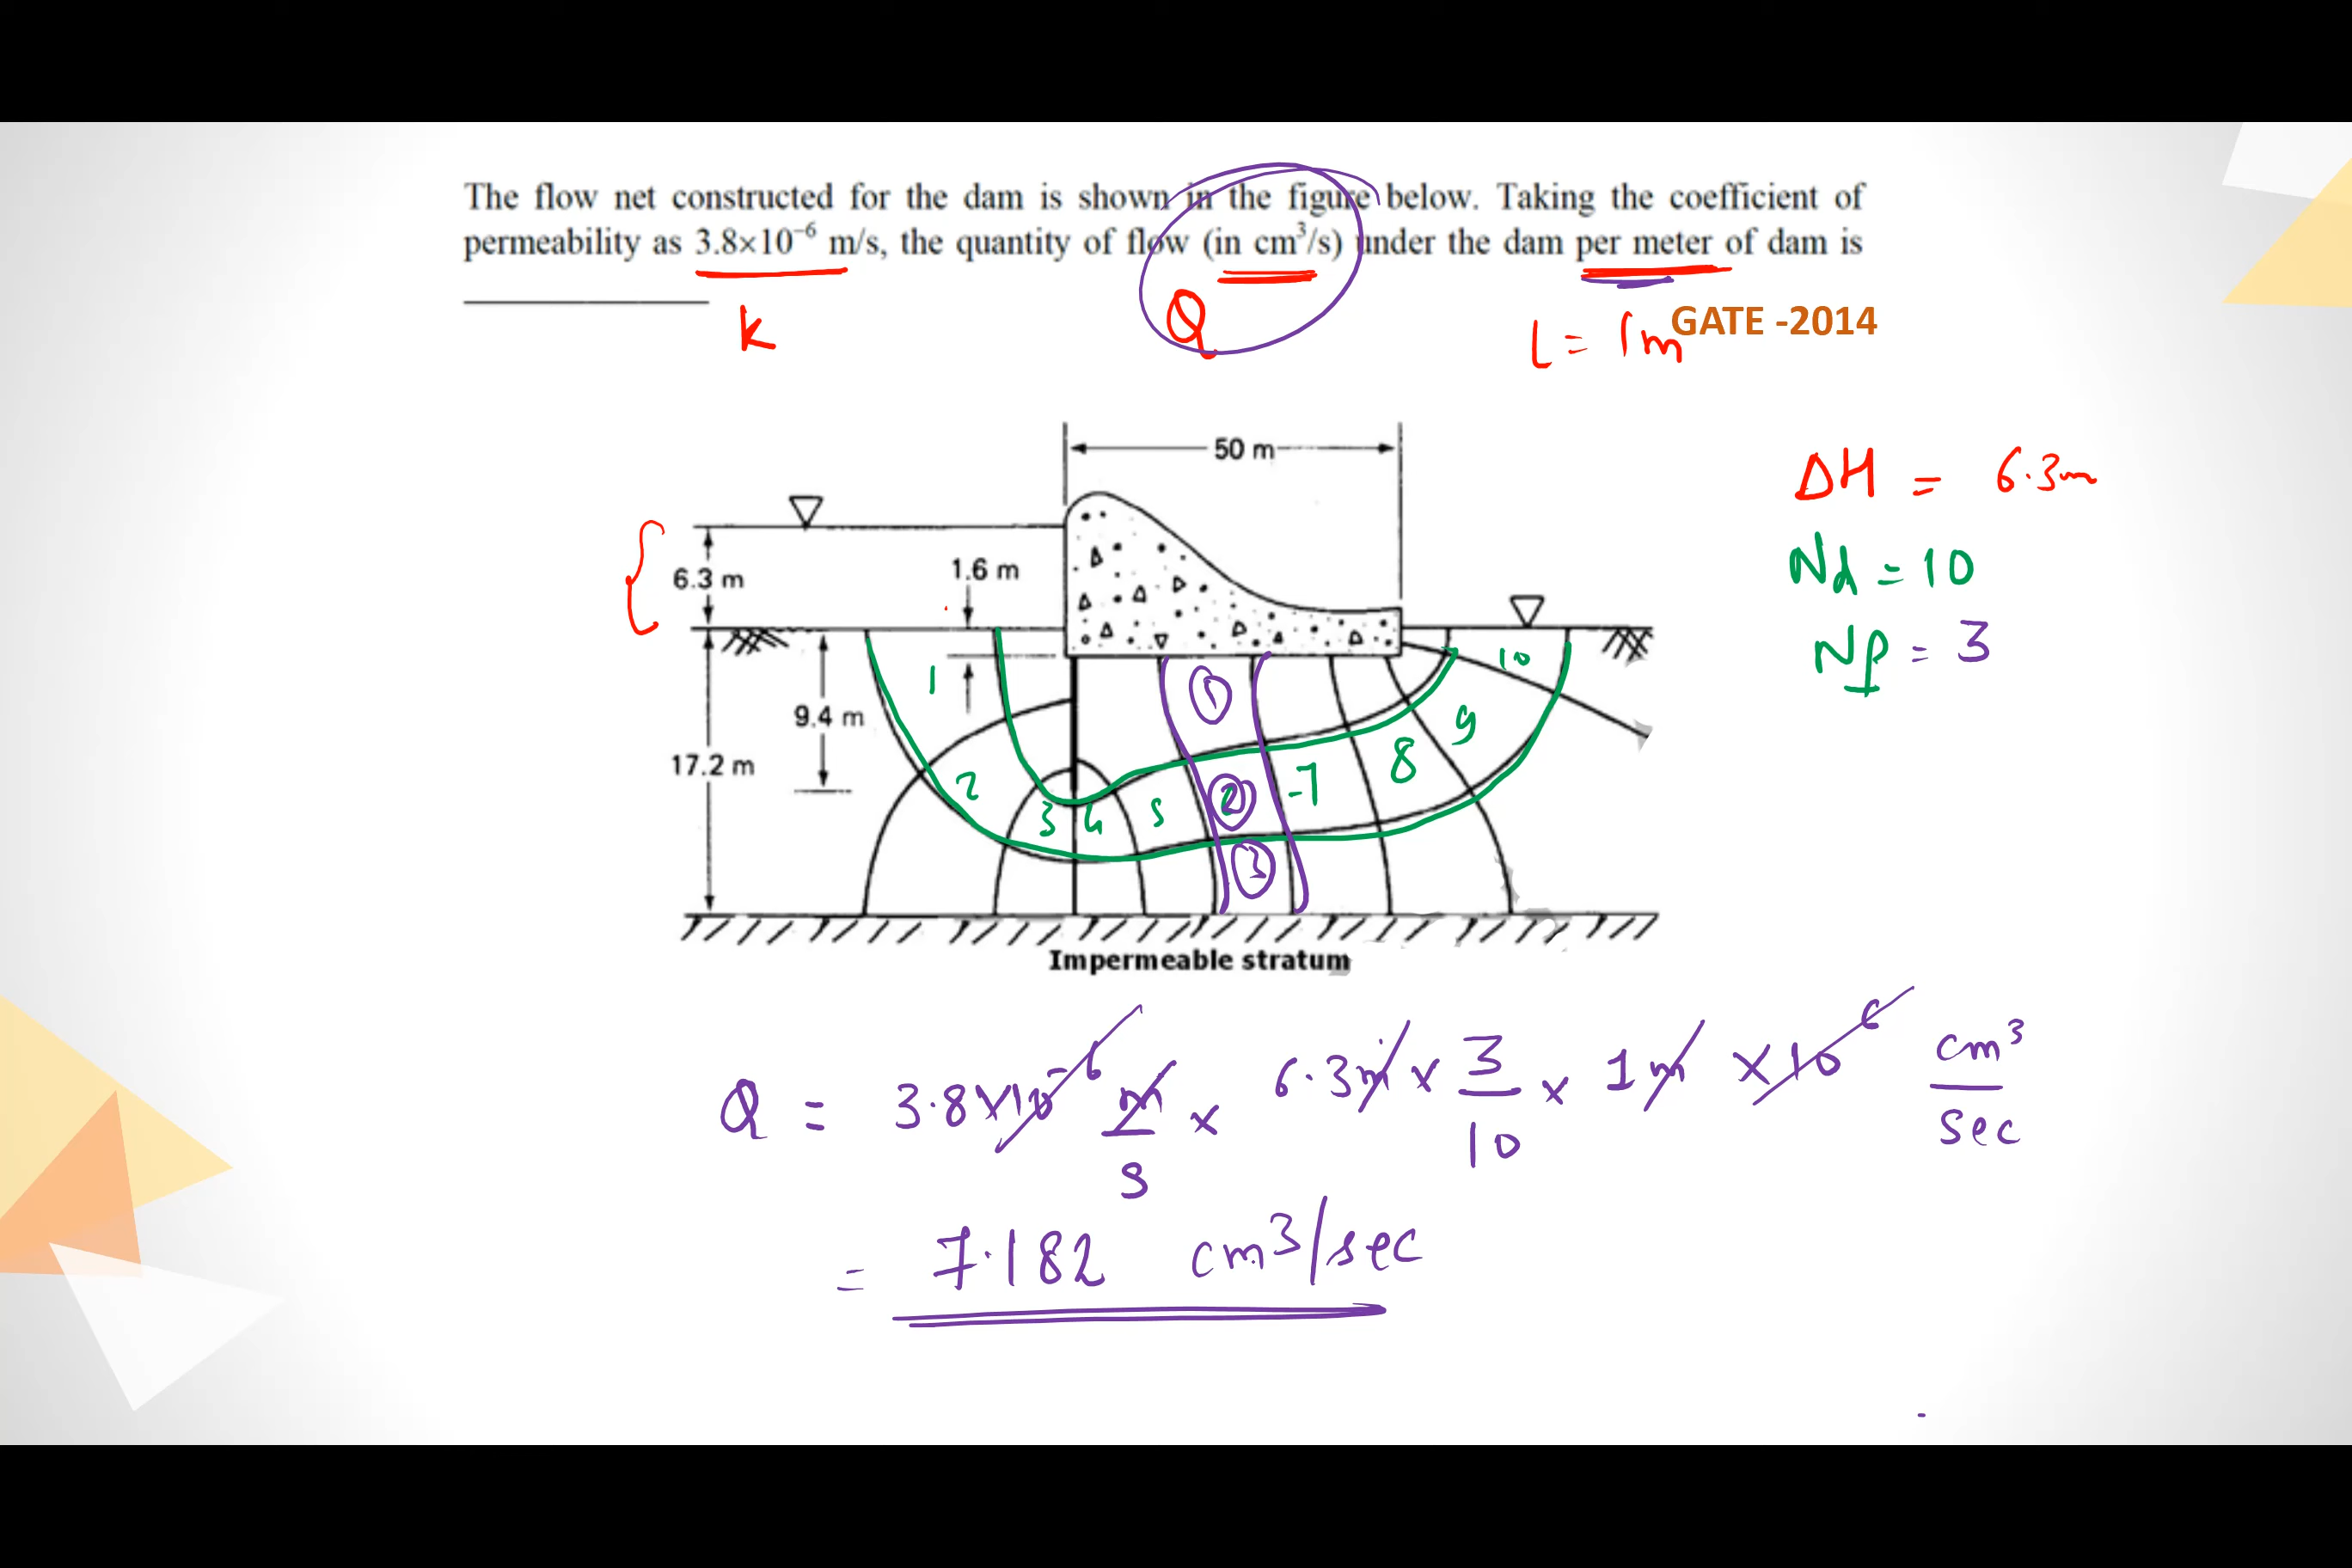 The flow net constructed for the dam is shown in the figure below. Taking the coefficient of
permeability as 3.8×10⁻⁶ m/s, the quantity of flow (in cm³/s) under the dam per meter of dam is
k
Q
L = 1m
GATE -2014
50 m
ΔH = 6.3m
6.3 m
1.6 m
Nd = 10
Nf = 3
1
10
1
9.4 m
9
17.2 m
2
3
4
5
2
7
8
3
Impermeable stratum
Q = 3.8×10⁻⁶ m/s × 6.3m × 3/10 × 1m × 10⁶ cm³/sec
= 7.182 cm³/sec